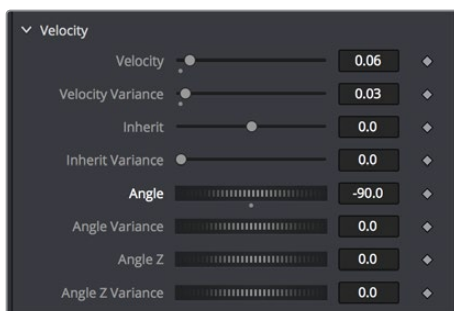 Velocity
Velocity 0.06
Velocity Variance 0.03
Inherit 0.0
Inherit Variance 0.0
Angle -90.0
Angle Variance 0.0
Angle Z 0.0
Angle Z Variance 0.0